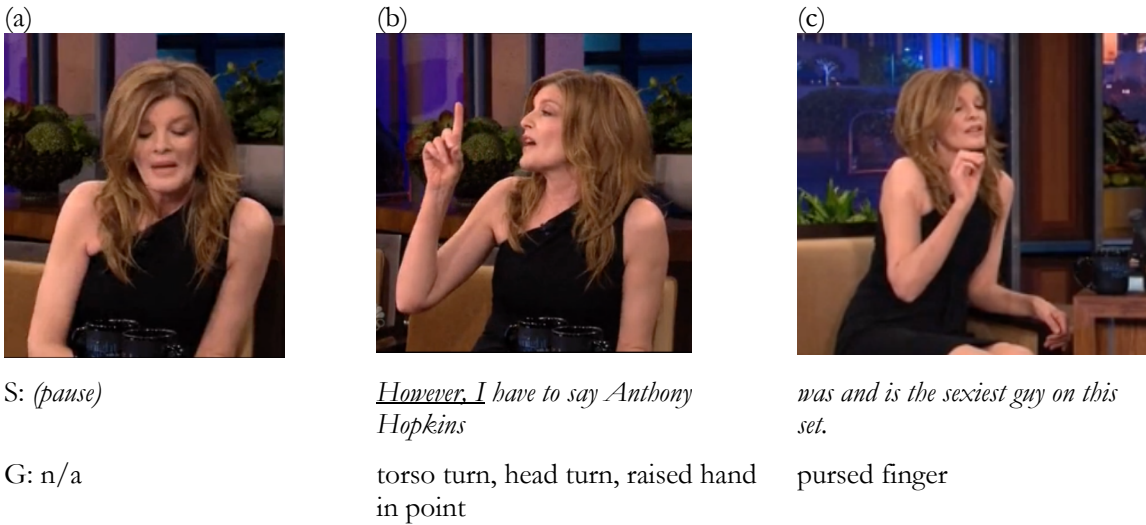 (a)
(b)
(c)
S: (pause)
However, I have to say Anthony
Hopkins
was and is the sexiest guy on this
set.
G: n/a
torso turn, head turn, raised hand
in point
pursed finger